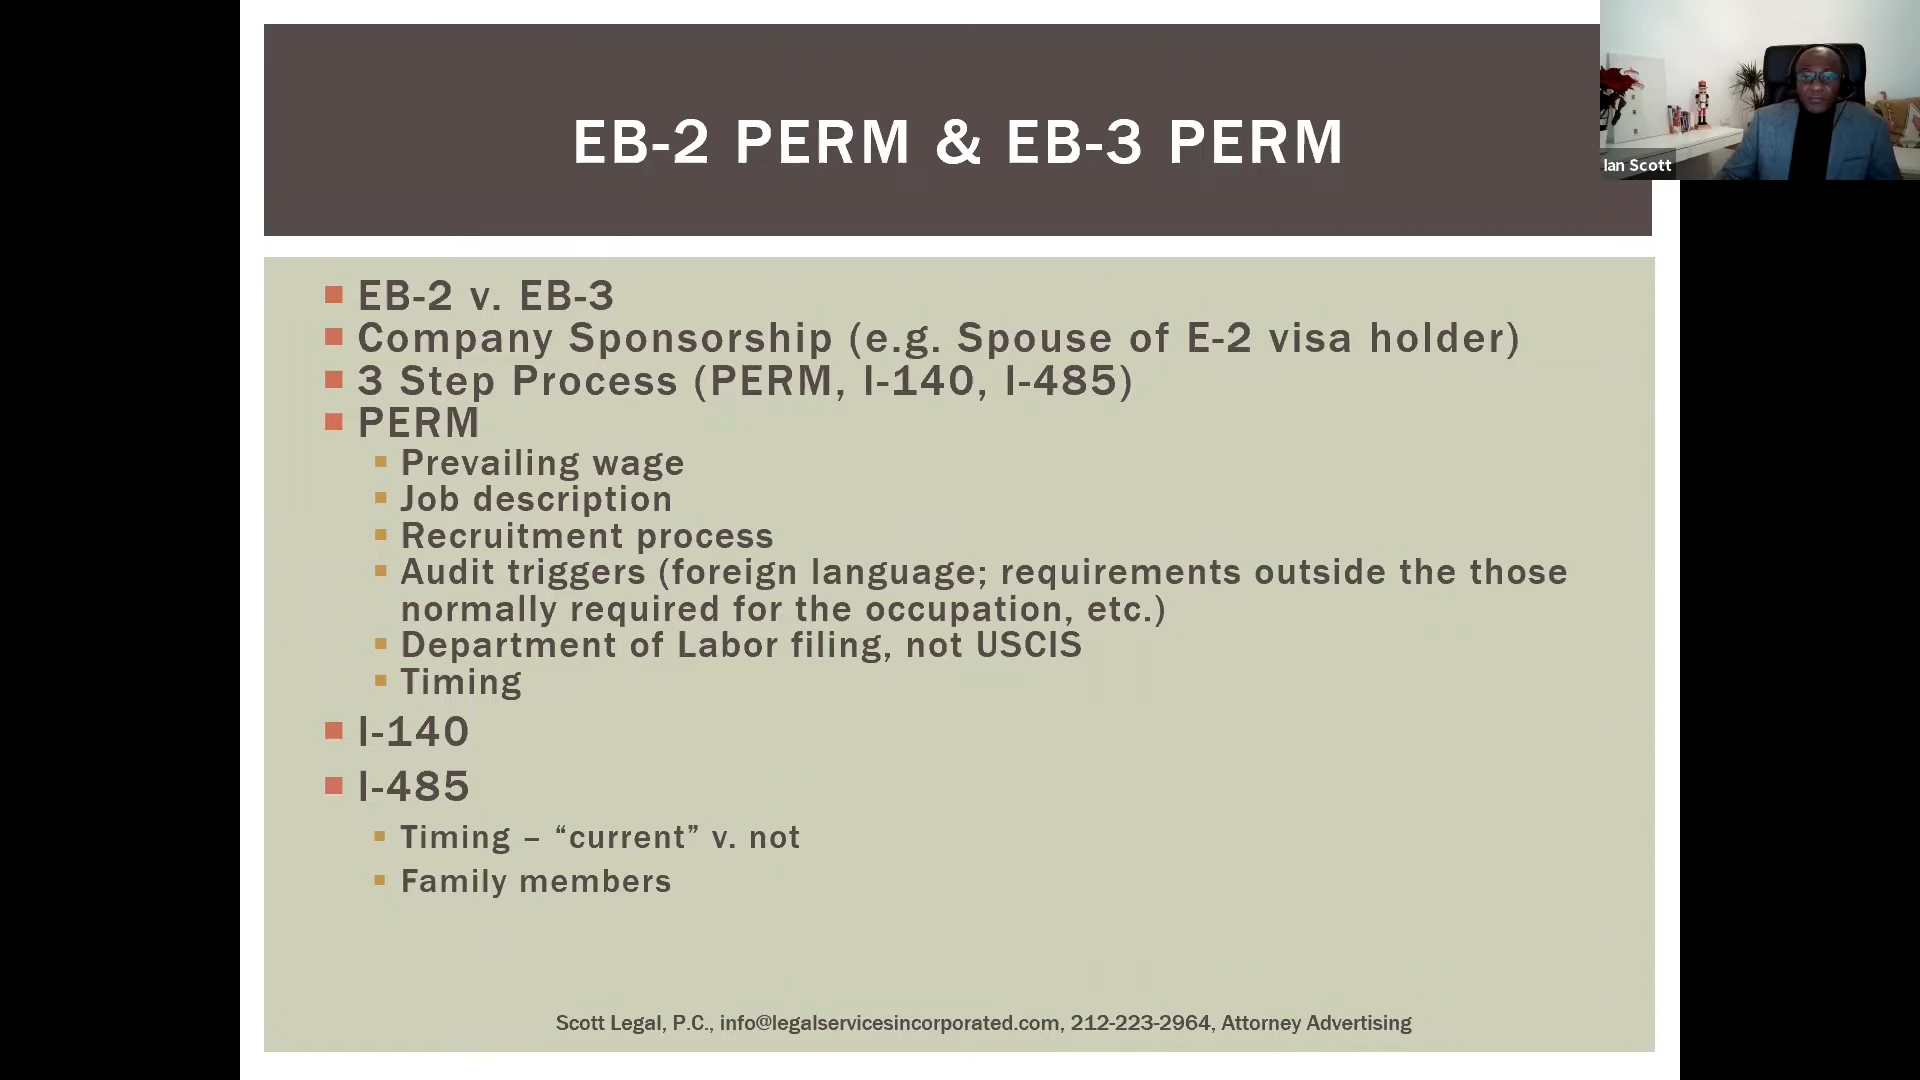 EB-2 PERM & EB-3 PERM
Ian Scott
EB-2 v. EB-3
Company Sponsorship (e.g. Spouse of E-2 visa holder)
3 Step Process (PERM, I-140, I-485)
PERM
Prevailing wage
Job description
Recruitment process
Audit triggers (foreign language; requirements outside the those
normally required for the occupation, etc.)
Department of Labor filing, not USCIS
Timing
I-140
I-485
Timing – “current” v. not
Family members
Scott Legal, P.C., info@legalservicesincorporated.com, 212-223-2964, Attorney Advertising